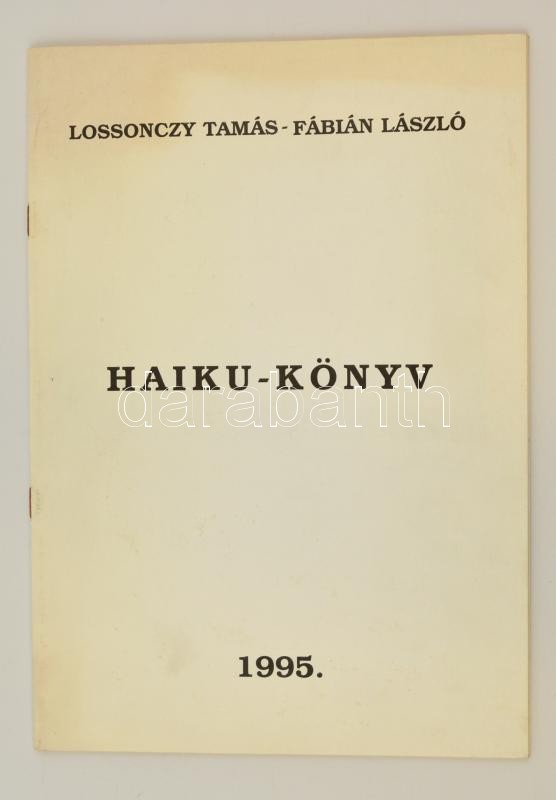 LOSSONCZY TAMÁS - FÁBIÁN LÁSZLÓ
HAIKU-KÖNYV
darabanth
1995.